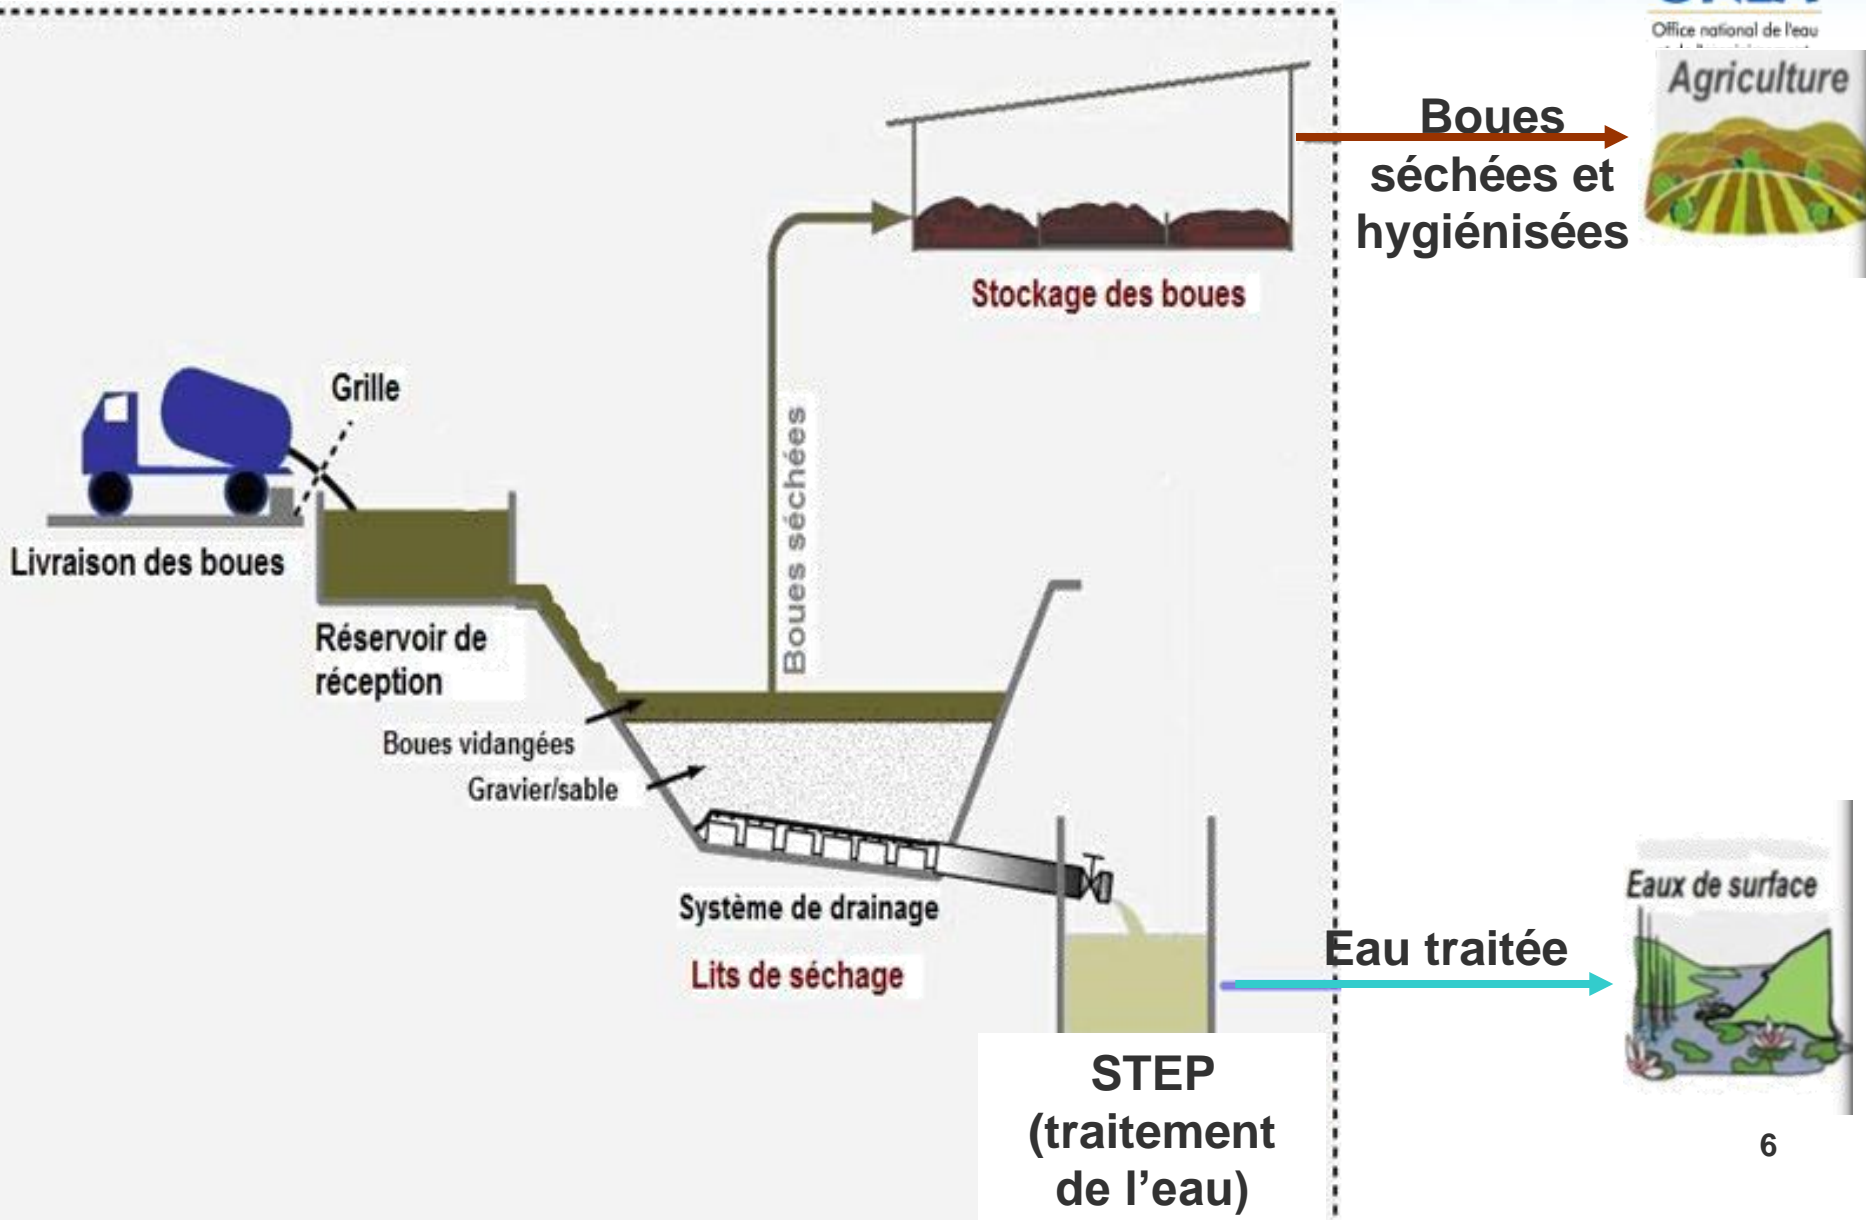 Office national de l'eau
Agriculture
Boues
séchées et
hygiénisées
Stockage des boues
Grille
Boues séchées
Livraison des boues
Réservoir de
réception
Boues vidangées
Gravier/sable
Système de drainage
Lits de séchage
Eaux de surface
Eau traitée
STEP
(traitement
de l’eau)
6